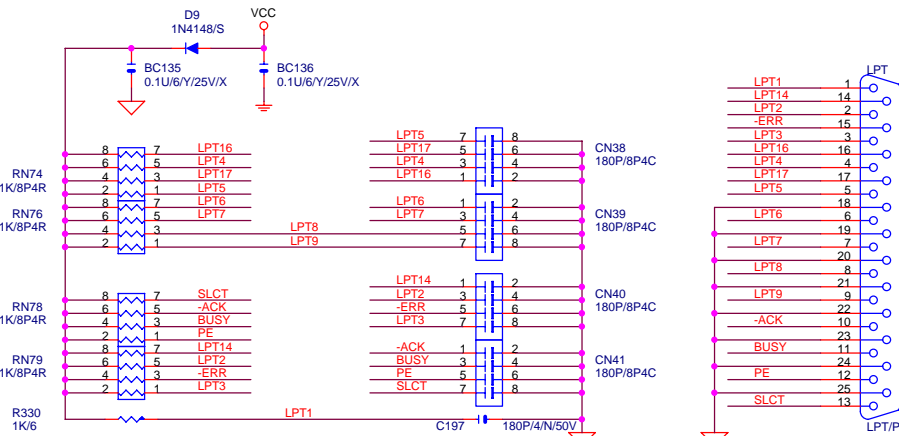 D9
1N4148/S
VCC
BC135
0.1U/6/Y/25V/X
BC136
0.1U/6/Y/25V/X
RN74
1K/8P4R
8 7 LPT16
6 5 LPT4
4 3 LPT17
2 1 LPT5
RN76
1K/8P4R
8 7 LPT6
6 5 LPT7
4 3 LPT8
2 1 LPT9
RN78
1K/8P4R
8 7 SLCT
6 5 -ACK
4 3 BUSY
2 1 PE
RN79
1K/8P4R
8 7 LPT14
6 5 LPT2
4 3 -ERR
2 1 LPT3
R330
1K/6
LPT1
C197
180P/4/N/50V
LPT5 7 8
LPT17 5 6
LPT4 3 4
LPT16 1 2
CN38
180P/8P4C
LPT6 1 2
LPT7 3 4
5 6
7 8
CN39
180P/8P4C
LPT14 1 2
LPT2 3 4
-ERR 5 6
LPT3 7 8
CN40
180P/8P4C
-ACK 1 2
BUSY 3 4
PE 5 6
SLCT 7 8
CN41
180P/8P4C
LPT
LPT1 1
LPT14 14
LPT2 2
-ERR 15
LPT3 3
LPT16 16
LPT4 4
LPT17 17
LPT5 5
18
LPT6 6
19
LPT7 7
20
LPT8 8
21
LPT9 9
22
-ACK 10
23
BUSY 11
24
PE 12
25
SLCT 13
LPT/P